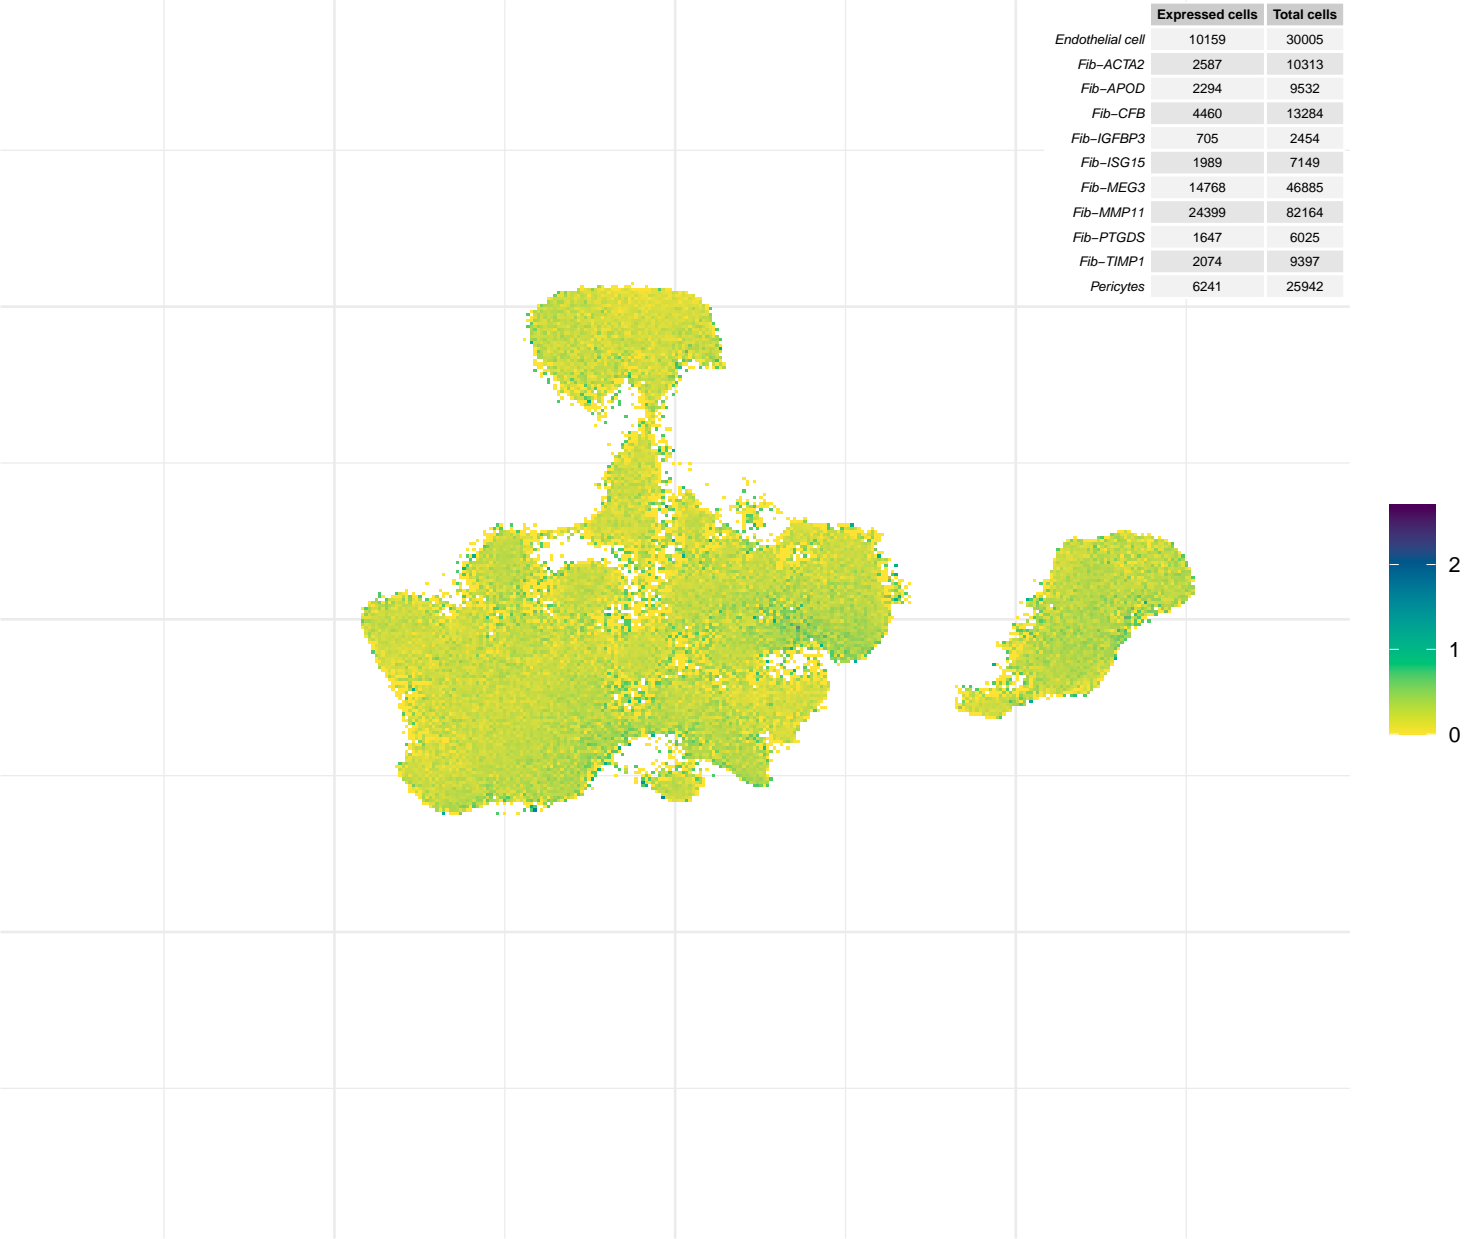 Expressed cells Total cells
Endothelial cell 10159 30005
Fib−ACTA2 2587 10313
Fib−APOD 2294 9532
Fib−CFB 4460 13284
Fib−IGFBP3 705 2454
Fib−ISG15 1989 7149
Fib−MEG3 14768 46885
Fib−MMP11 24399 82164
Fib−PTGDS 1647 6025
Fib−TIMP1 2074 9397
Pericytes 6241 25942
2
1
0